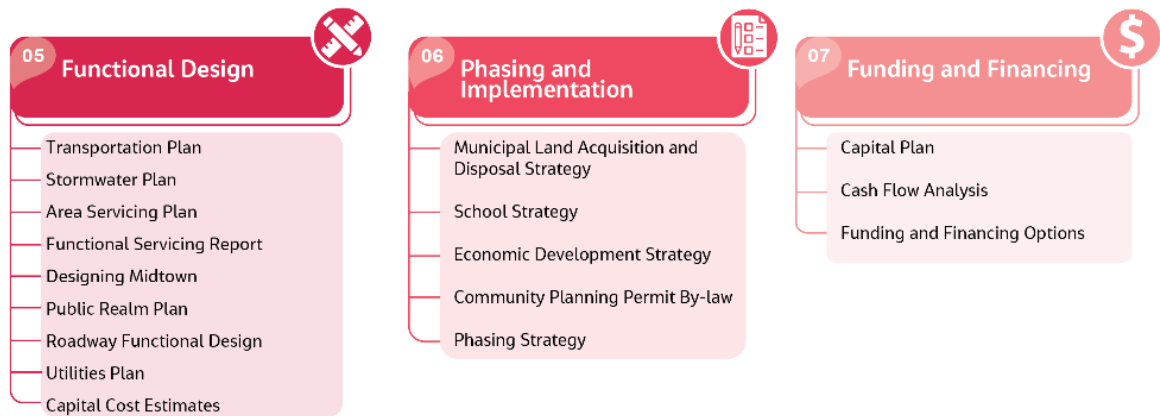 05
Functional Design
Transportation Plan
Stormwater Plan
Area Servicing Plan
Functional Servicing Report
Designing Midtown
Public Realm Plan
Roadway Functional Design
Utilities Plan
Capital Cost Estimates
06
Phasing and
Implementation
Municipal Land Acquisition and
Disposal Strategy
School Strategy
Economic Development Strategy
Community Planning Permit By-law
Phasing Strategy
$
07
Funding and Financing
Capital Plan
Cash Flow Analysis
Funding and Financing Options